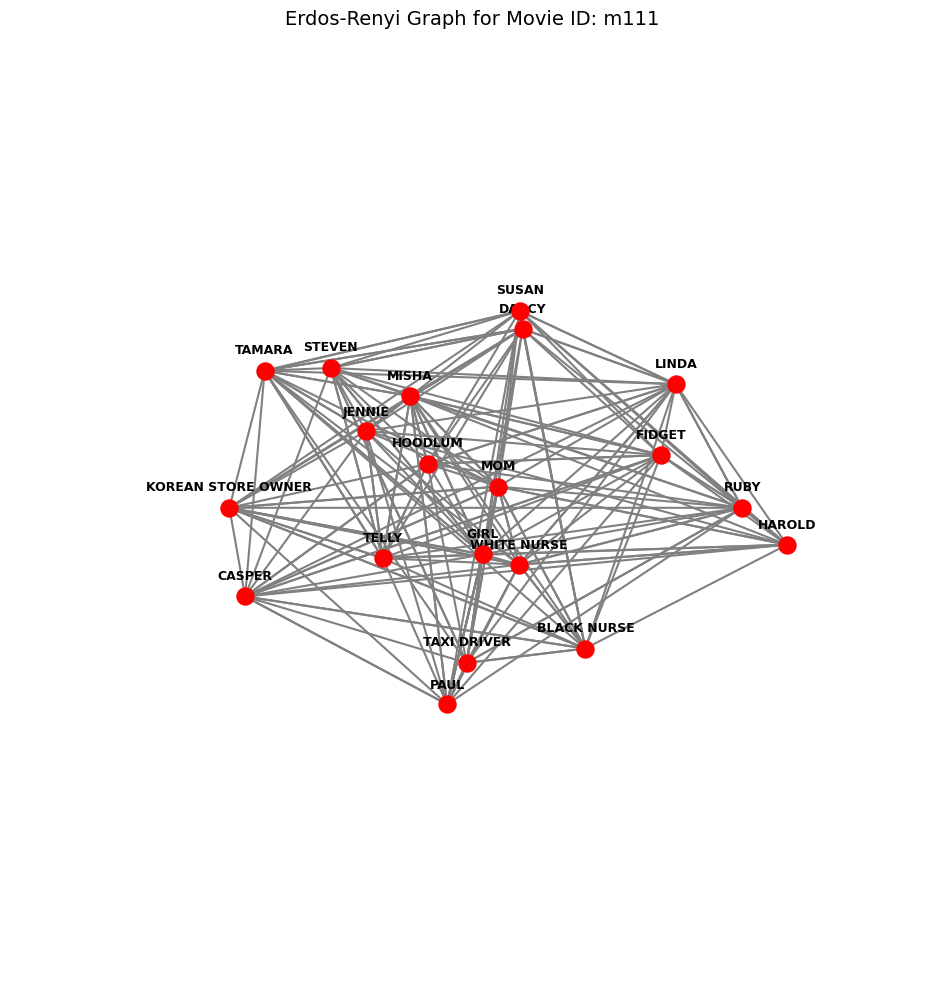 Erdos-Renyi Graph for Movie ID: m111
SUSAN
TAMARA
STEVEN
MISHA
LINDA
JENNIE
HOODLUM
FIDGET
MOM
KOREAN STORE OWNER
RUBY
HAROLD
TELLY
GIRL
WHITE NURSE
CASPER
TAXI DRIVER
BLACK NURSE
PAUL